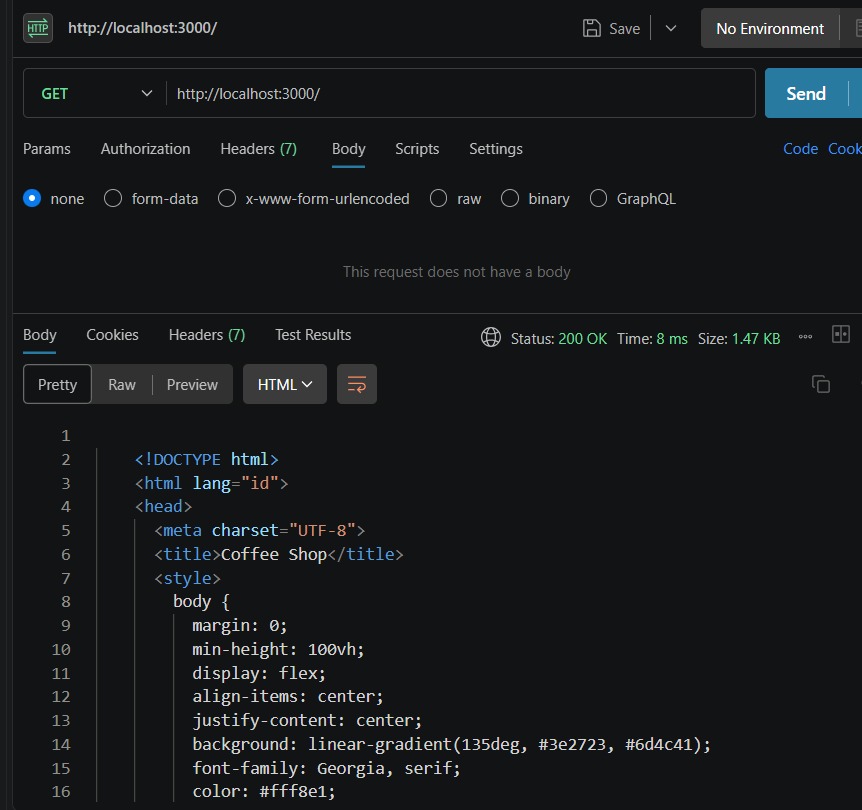 HTTP http://localhost:3000/ Save No Environment
GET http://localhost:3000/ Send
Params Authorization Headers (7) Body Scripts Settings Code Cook
none form-data x-www-form-urlencoded raw binary GraphQL
This request does not have a body
Body Cookies Headers (7) Test Results Status: 200 OK Time: 8 ms Size: 1.47 KB
Pretty Raw Preview HTML
1
2 <!DOCTYPE html>
3 <html lang="id">
4 <head>
5 <meta charset="UTF-8">
6 <title>Coffee Shop</title>
7 <style>
8 body {
9 margin: 0;
10 min-height: 100vh;
11 display: flex;
12 align-items: center;
13 justify-content: center;
14 background: linear-gradient(135deg, #3e2723, #6d4c41);
15 font-family: Georgia, serif;
16 color: #fff8e1;